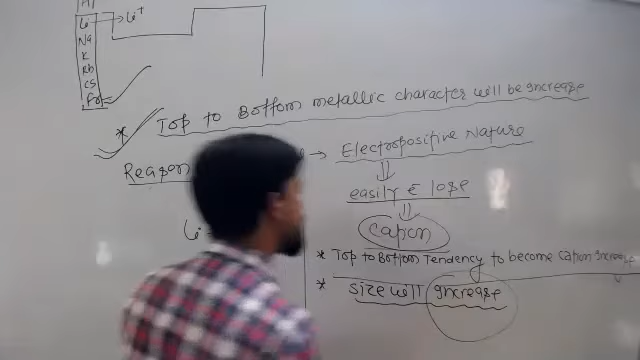 H
Li → Li+
Na
K
Rb
Cs
Fr
* Top to Bottom metallic character will be increase
Reason
→ Electropositive Nature
⇓
easily e lose
⇓
Cation
Li
* Top to Bottom Tendency to become Cation increase
* Size will increase